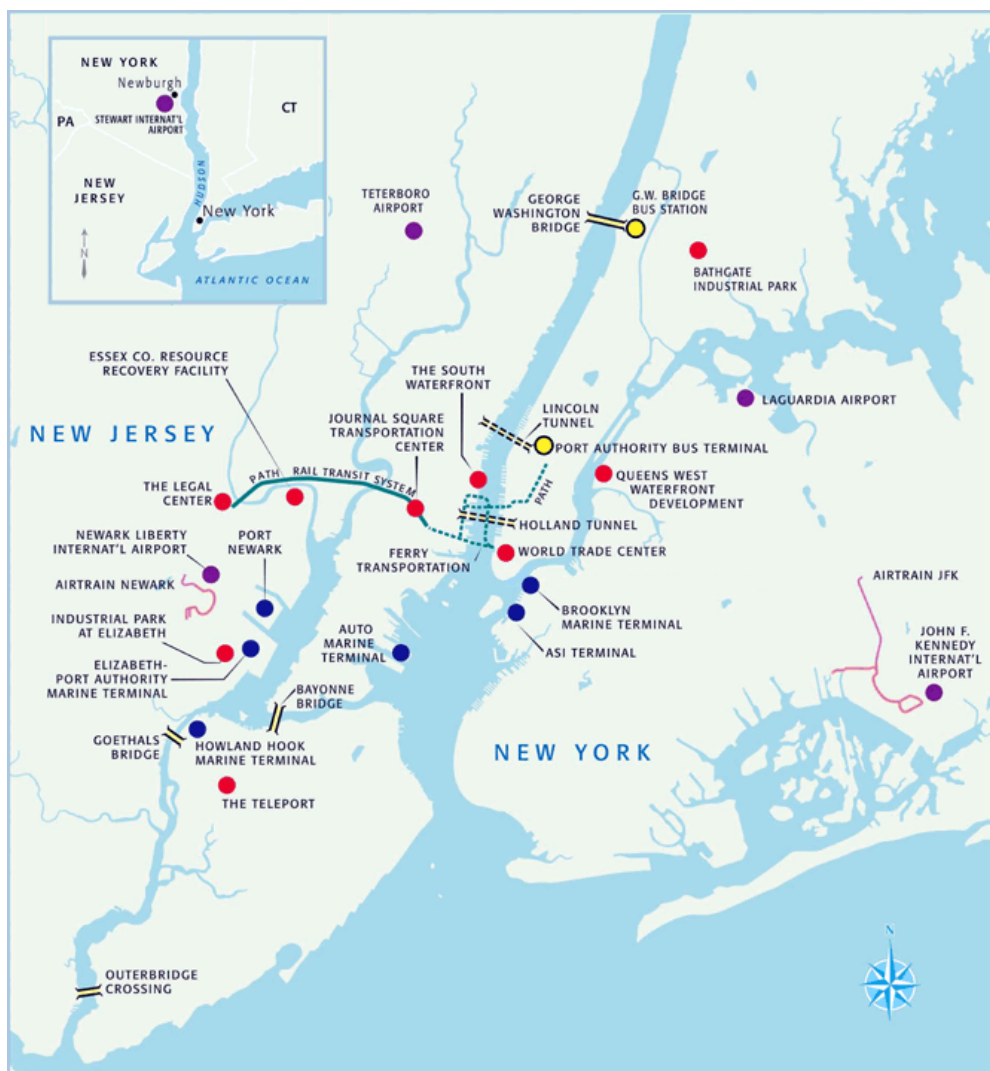 NEW YORK
Newburgh
STEWART INTERNAT'L
AIRPORT
PA
CT
NEW
JERSEY
HUDSON
New York
N
ATLANTIC OCEAN
TETERBORO
AIRPORT
GEORGE
WASHINGTON
BRIDGE
G.W. BRIDGE
BUS STATION
BATHGATE
INDUSTRIAL PARK
ESSEX CO. RESOURCE
RECOVERY FACILITY
THE SOUTH
WATERFRONT
LINCOLN
TUNNEL
LAGUARDIA AIRPORT
NEW JERSEY
JOURNAL SQUARE
TRANSPORTATION
CENTER
PORT AUTHORITY BUS TERMINAL
PATH RAIL TRANSIT SYSTEM
THE LEGAL
CENTER
PATH
QUEENS WEST
WATERFRONT
DEVELOPMENT
HOLLAND TUNNEL
NEWARK LIBERTY
INTERNAT'L AIRPORT
PORT
NEWARK
FERRY
TRANSPORTATION
WORLD TRADE CENTER
AIRTRAIN NEWARK
AIRTRAIN JFK
INDUSTRIAL PARK
AT ELIZABETH
AUTO
MARINE
TERMINAL
BROOKLYN
MARINE TERMINAL
ASI TERMINAL
JOHN F.
KENNEDY
INTERNAT'L
AIRPORT
ELIZABETH-
PORT AUTHORITY
MARINE TERMINAL
BAYONNE
BRIDGE
GOETHALS
BRIDGE
HOWLAND HOOK
MARINE TERMINAL
NEW YORK
THE TELEPORT
N
OUTERBRIDGE
CROSSING